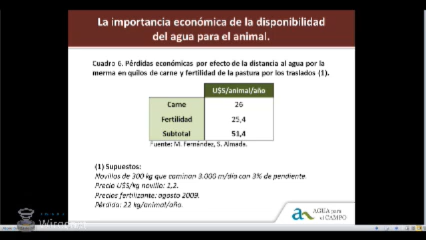 La importancia económica de la disponibilidad
del agua para el animal.
Cuadro 6. Pérdidas económicas por efecto de la distancia al agua por la
merma en quilos de carne y fertilidad de la pastura por los traslados (1).
U$S/animal/año
Carne 26
Fertilidad 25,4
Subtotal 51,4
Fuente: M. Fernández, S. Almada.
(1) Supuestos:
Novillos de 300 kg que caminan 3.000 m/día con 3% de pendiente.
Precio U$S/kg novillo: 1,2.
Precios fertilizante: agosto 2009.
Pérdida: 22 kg/animal/año.
AGUA para
el CAMPO